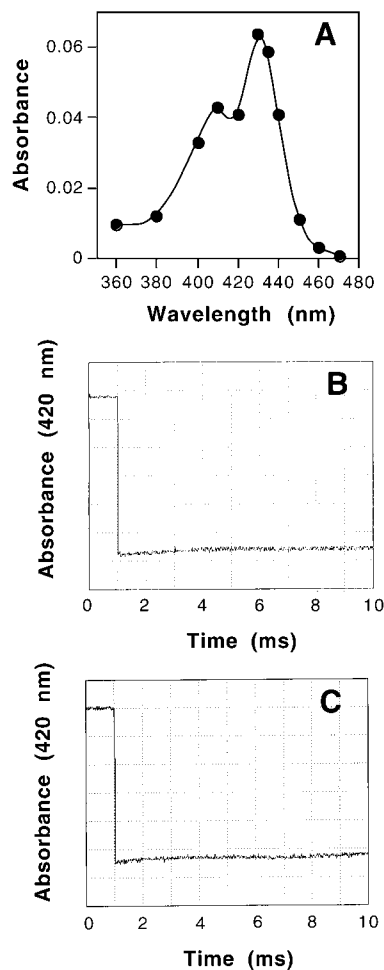 A
0.06
0.04
0.02
0
Absorbance
360 380 400 420 440 460 480
Wavelength (nm)
B
Absorbance (420 nm)
0 2 4 6 8 10
Time (ms)
C
Absorbance (420 nm)
0 2 4 6 8 10
Time (ms)